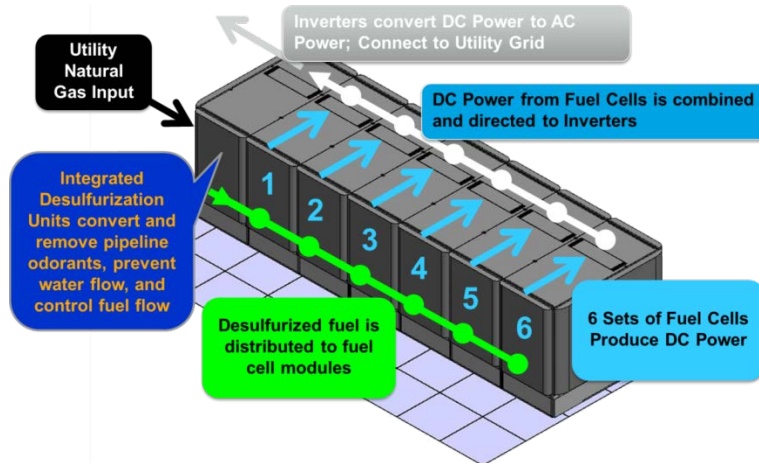 Inverters convert DC Power to AC
Power; Connect to Utility Grid
Utility
Natural
Gas Input
DC Power from Fuel Cells is combined
and directed to Inverters
Integrated
Desulfurization
Units convert and
remove pipeline
odorants, prevent
water flow, and
control fuel flow
1
2
3
4
5
6
Desulfurized fuel is
distributed to fuel
cell modules
6 Sets of Fuel Cells
Produce DC Power